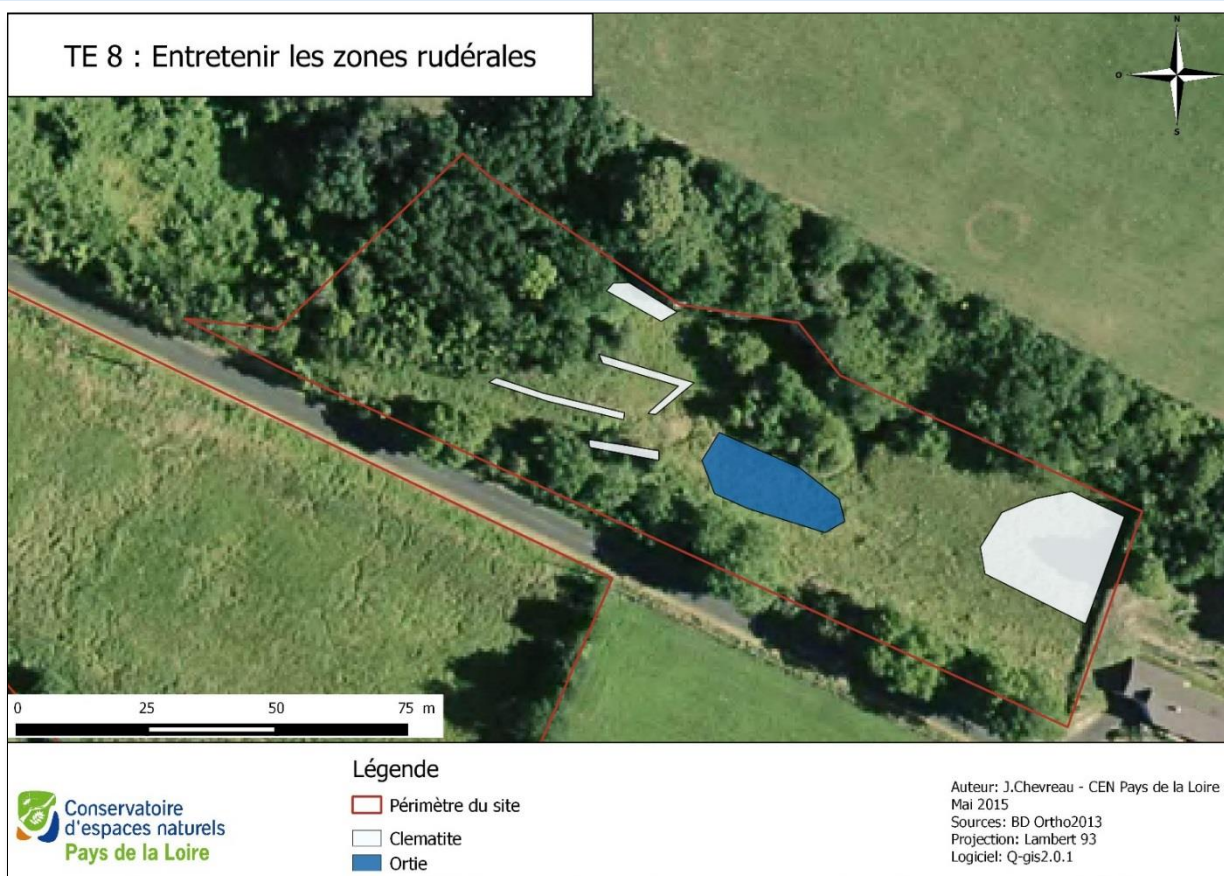 TE 8 : Entretenir les zones rudérales
N
O
S
0 25 50 75 m
Légende
Périmètre du site
Clematite
Ortie
Conservatoire
d'espaces naturels
Pays de la Loire
Auteur: J.Chevreau - CEN Pays de la Loire
Mai 2015
Sources: BD Ortho2013
Projection: Lambert 93
Logiciel: Q-gis2.0.1